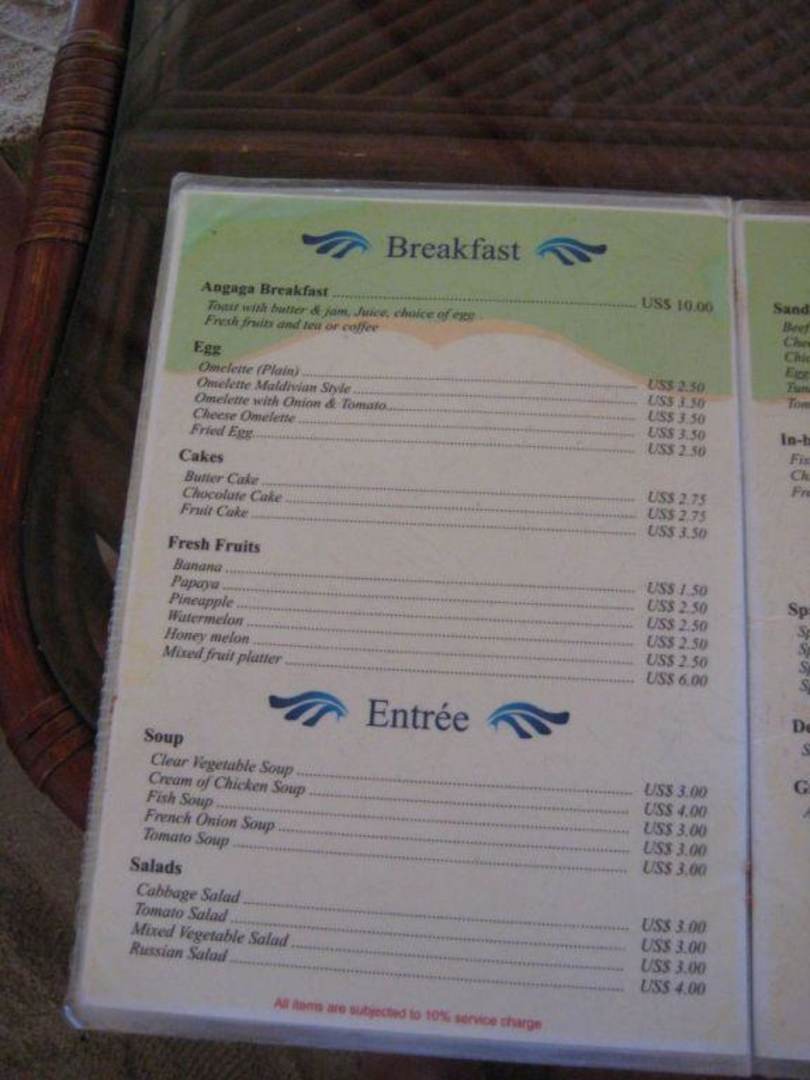 Breakfast
Angaga Breakfast US$ 10.00
Toast with butter & jam, Juice, choice of egg
Fresh fruits and tea or coffee
Egg
Omelette (Plain) US$ 2.50
Omelette Maldivian Style US$ 3.50
Omelette with Onion & Tomato US$ 3.50
Cheese Omelette US$ 3.50
Fried Egg US$ 2.50
Cakes
Butter Cake US$ 2.75
Chocolate Cake US$ 2.75
Fruit Cake US$ 3.50
Fresh Fruits
Banana US$ 1.50
Papaya US$ 2.50
Pineapple US$ 2.50
Watermelon US$ 2.50
Honey melon US$ 2.50
Mixed fruit platter US$ 6.00
Entrée
Soup
Clear Vegetable Soup US$ 3.00
Cream of Chicken Soup US$ 4.00
Fish Soup US$ 3.00
French Onion Soup US$ 3.00
Tomato Soup US$ 3.00
Salads
Cabbage Salad US$ 3.00
Tomato Salad US$ 3.00
Mixed Vegetable Salad US$ 3.00
Russian Salad US$ 4.00
All items are subjected to 10% service charge
Sand
Beef
Egg